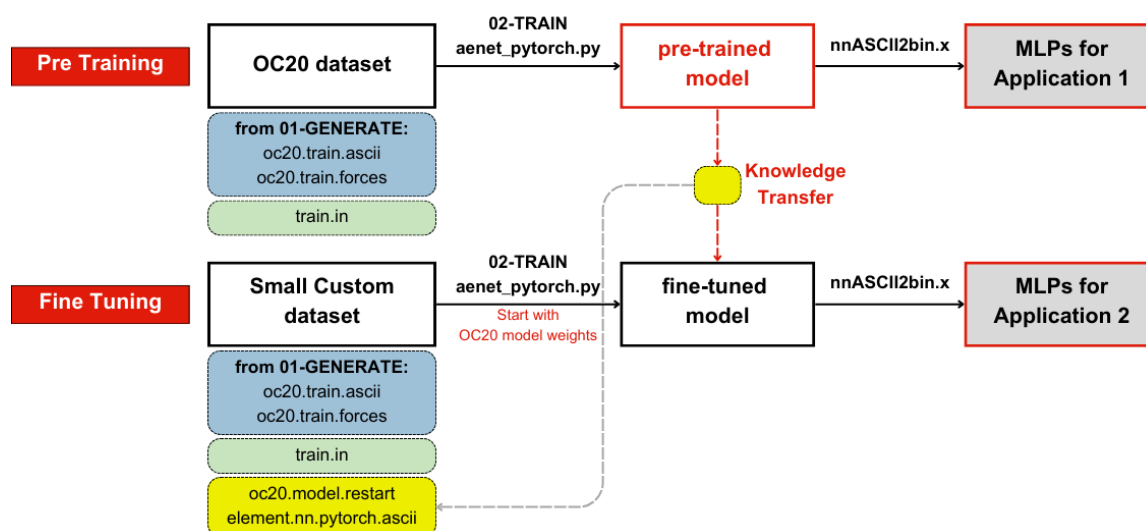 Pre Training
OC20 dataset
02-TRAIN
aenet_pytorch.py
pre-trained
model
nnASCII2bin.x
MLPs for
Application 1
from 01-GENERATE:
oc20.train.ascii
oc20.train.forces
train.in
Knowledge
Transfer
Fine Tuning
Small Custom
dataset
02-TRAIN
aenet_pytorch.py
Start with
OC20 model weights
fine-tuned
model
nnASCII2bin.x
MLPs for
Application 2
from 01-GENERATE:
oc20.train.ascii
oc20.train.forces
train.in
oc20.model.restart
element.nn.pytorch.ascii